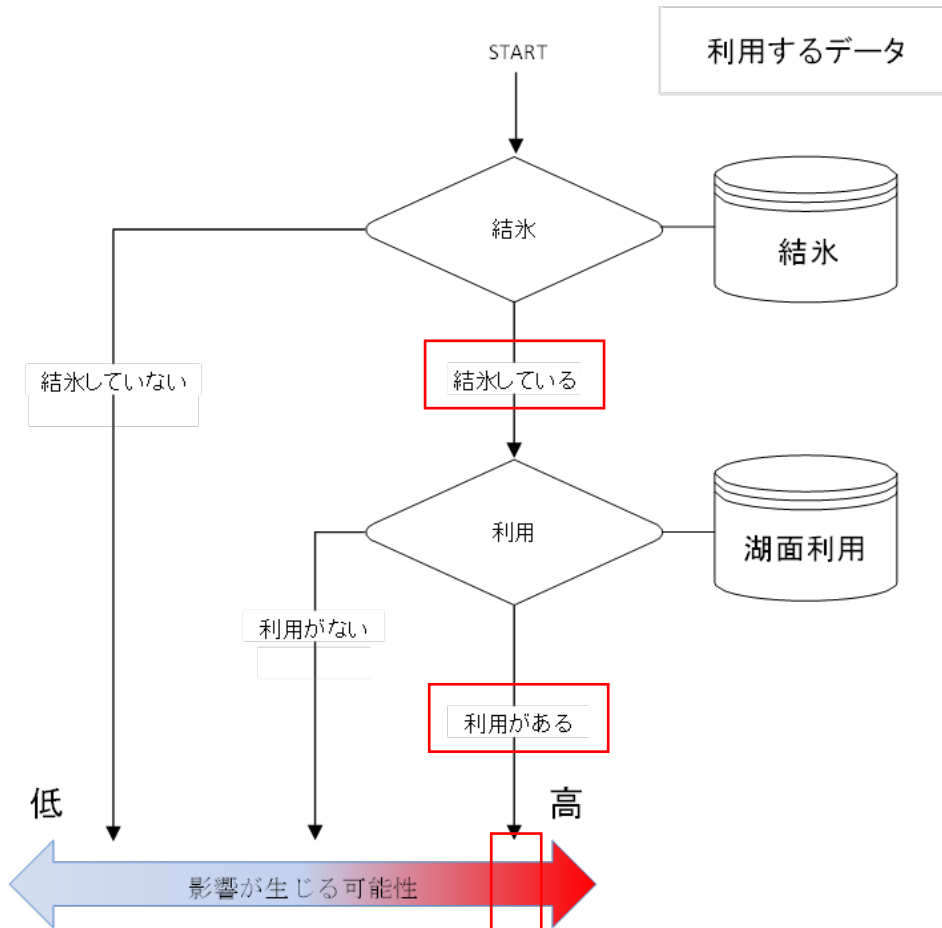 利用するデータ
START
結氷
結氷
結氷していない
結氷している
利用
湖面利用
利用がない
利用がある
低
高
影響が生じる可能性